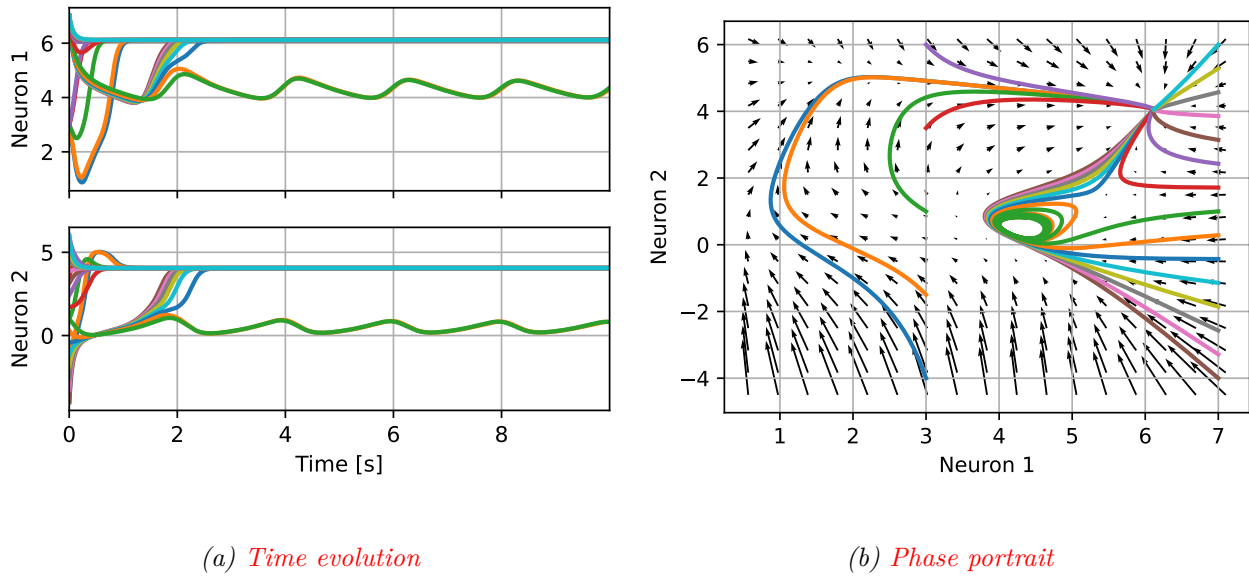 Neuron 1
6
4
2
Neuron 2
5
0
0 2 4 6 8
Time [s]
(a) Time evolution
Neuron 2
6
4
2
0
−2
−4
1 2 3 4 5 6 7
Neuron 1
(b) Phase portrait